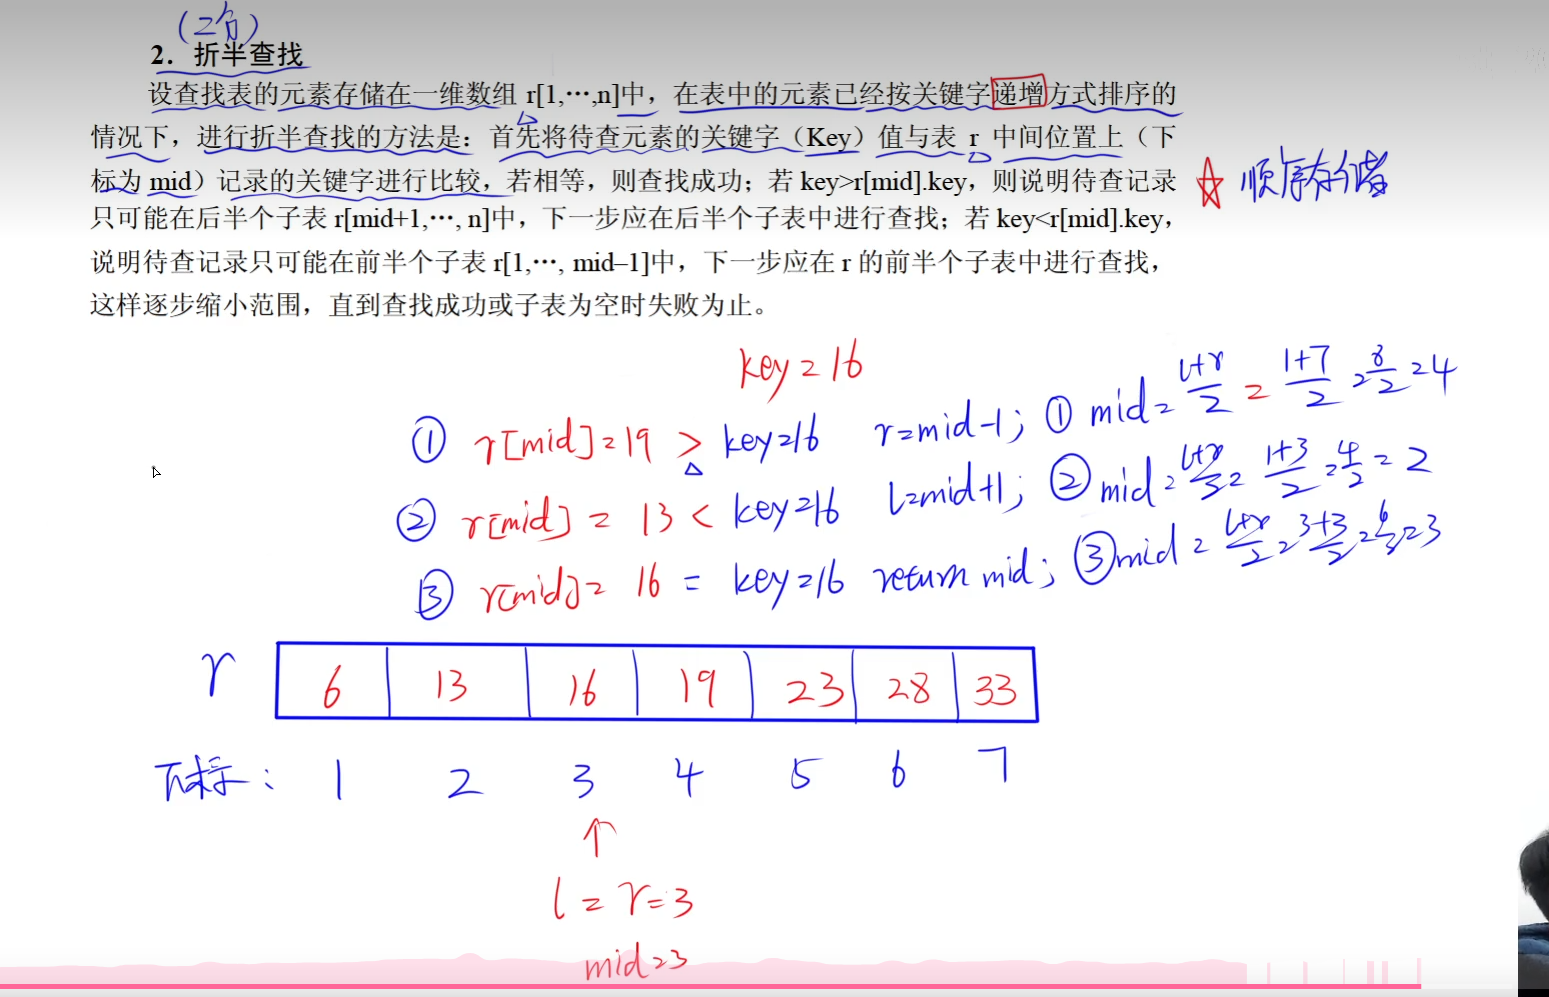 (2分)
2. 折半查找
设查找表的元素存储在一维数组 r[1,…,n]中，在表中的元素已经按关键字递增方式排序的
情况下，进行折半查找的方法是：首先将待查元素的关键字（Key）值与表 r 中间位置上（下
标为 mid）记录的关键字进行比较，若相等，则查找成功；若 key>r[mid].key，则说明待查记录
只可能在后半个子表 r[mid+1,…, n]中，下一步应在后半个子表中进行查找；若 key<r[mid].key，
说明待查记录只可能在前半个子表 r[1,…, mid–1]中，下一步应在 r 的前半个子表中进行查找，
这样逐步缩小范围，直到查找成功或子表为空时失败为止。
☆ 顺序存储
key=16
① r[mid]=19 > key=16 r=mid-1; ① mid=(l+r)/2=(1+7)/2=8/2=4
② r[mid]=13 < key=16 l=mid+1; ② mid=(l+r)/2=(1+3)/2=4/2=2
③ r[mid]=16 = key=16 return mid; ③ mid=(l+r)/2=(3+3)/2=6/2=3
r 6 13 16 19 23 28 33
下标: 1 2 3 4 5 6 7
↑
l=r=3
mid=3